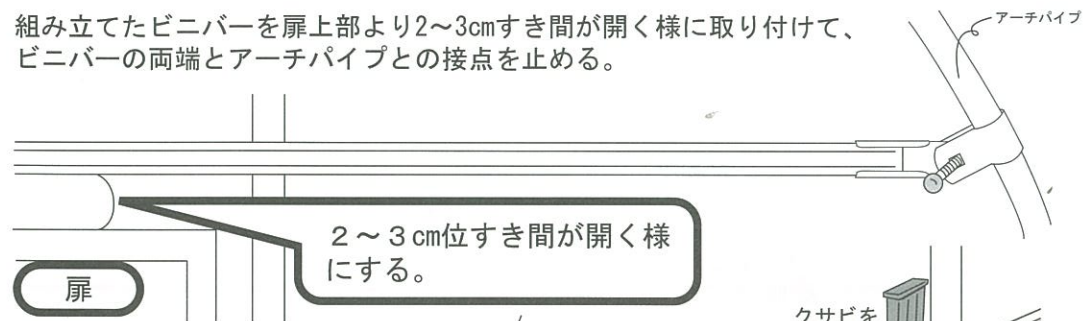 組み立てたビニバーを扉上部より2〜3cmすき間が開く様に取り付けて、
ビニバーの両端とアーチパイプとの接点を止める。
アーチパイプ
2〜3cm位すき間が開く様
にする。
扉
クサビを